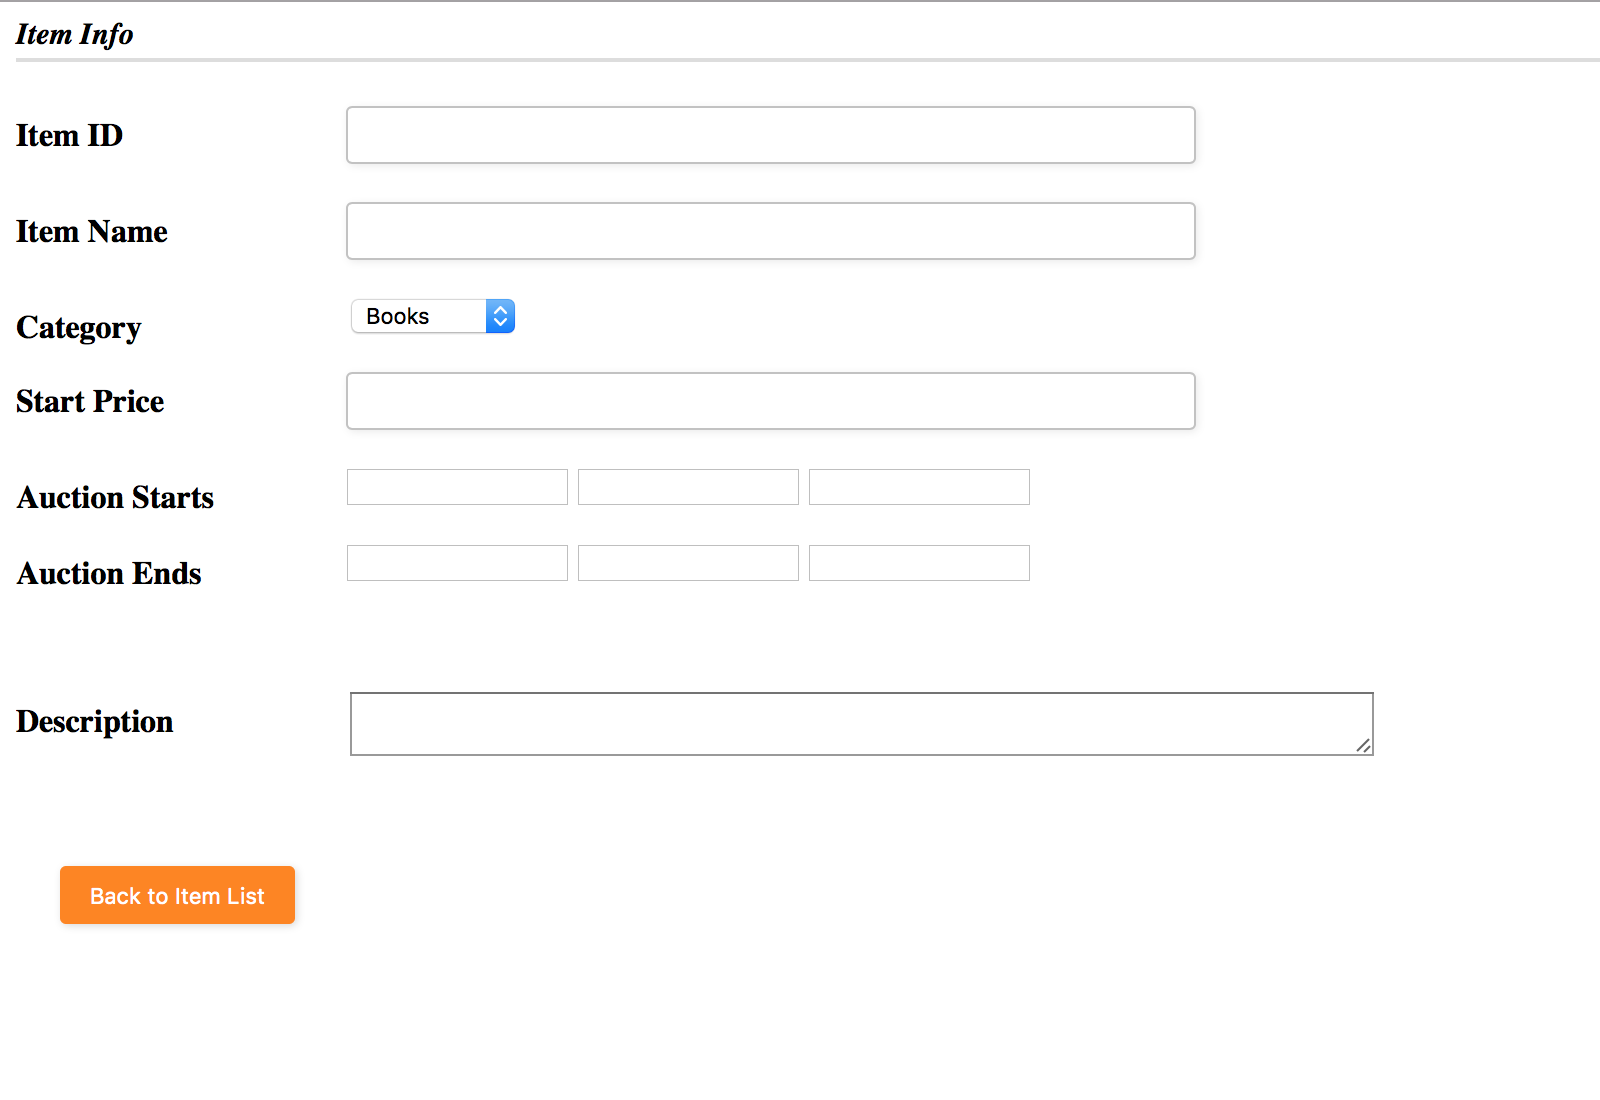 Item Info
Item ID
Item Name
Category
Books
Start Price
Auction Starts
Auction Ends
Description
Back to Item List